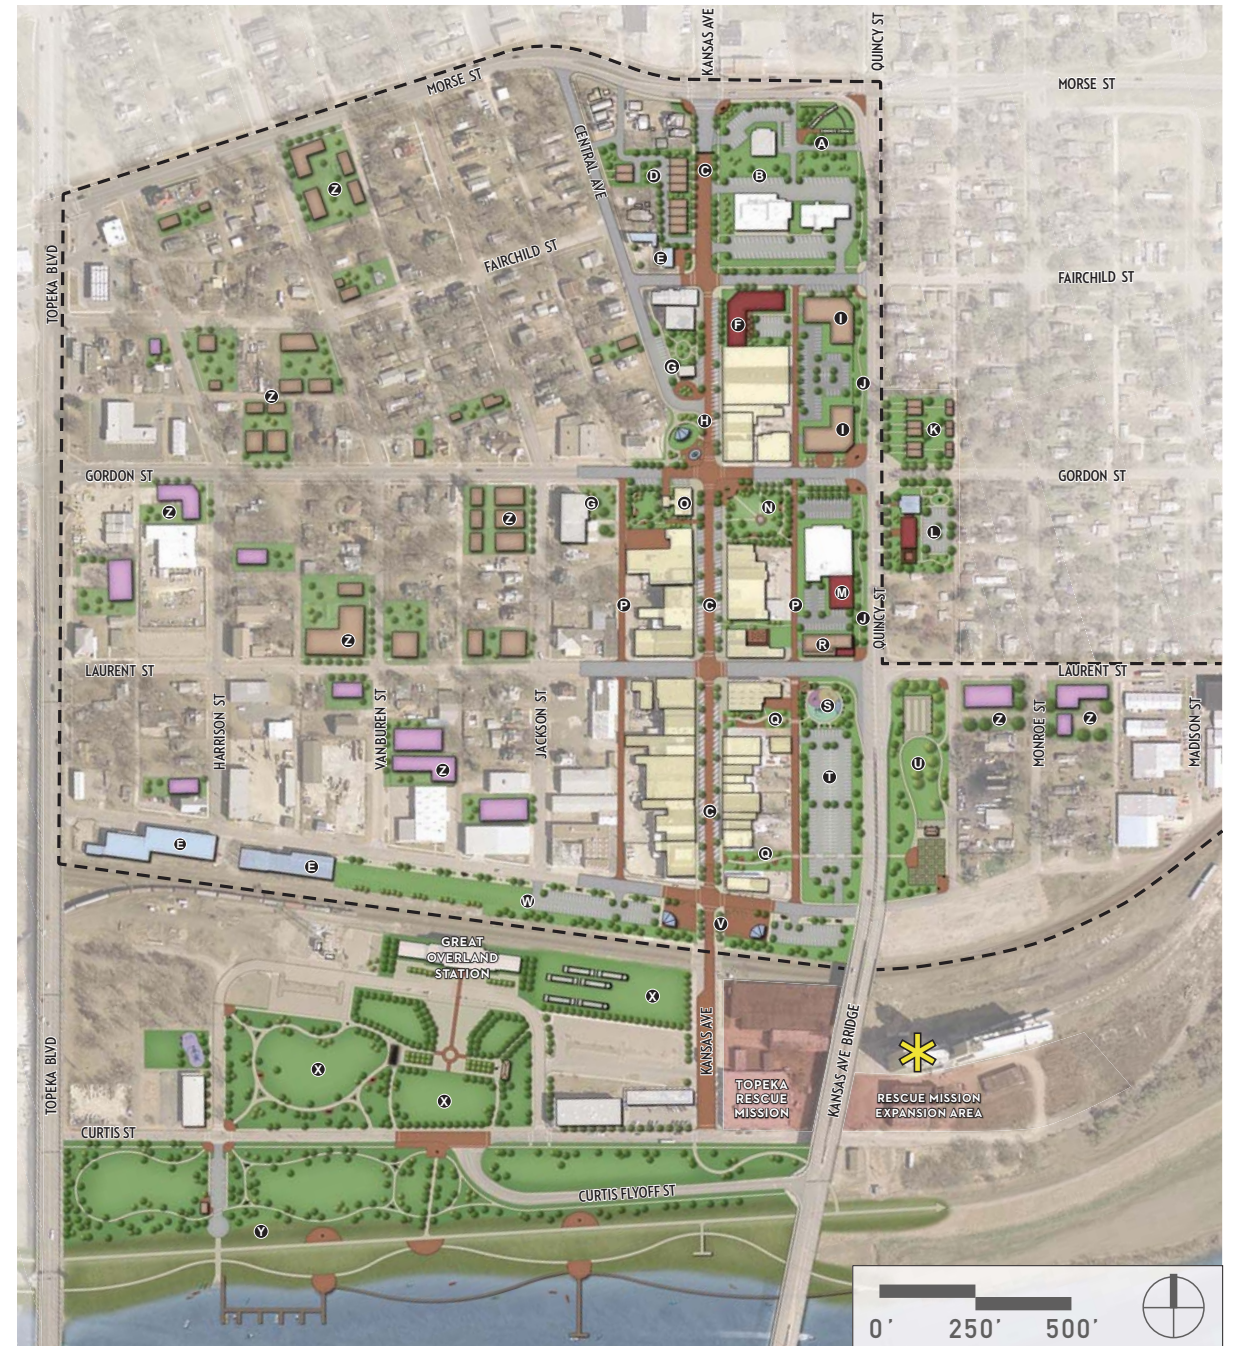 KANSAS AVE
QUINCY ST
MORSE ST
MORSE ST
CENTRAL AVE
A
Z
D
C
B
TOPEKA BLVD
FAIRCHILD ST
E
FAIRCHILD ST
F
I
G
J
Z
H
I
K
GORDON ST
GORDON ST
Z
Z
G
O
N
L
P
C
P
M
QUINCY ST
J
Z
R
LAURENT ST
LAURENT ST
HARRISON ST
VANBUREN ST
JACKSON ST
Q
S
Z
Z
MONROE ST
MADISON ST
Z
T
U
C
E
E
Q
W
V
GREAT
OVERLAND
STATION
X
KANSAS AVE
KANSAS AVE BRIDGE
TOPEKA BLVD
X
X
TOPEKA
RESCUE
MISSION
RESCUE MISSION
EXPANSION AREA
CURTIS ST
CURTIS FLYOFF ST
Y
0' 250' 500'